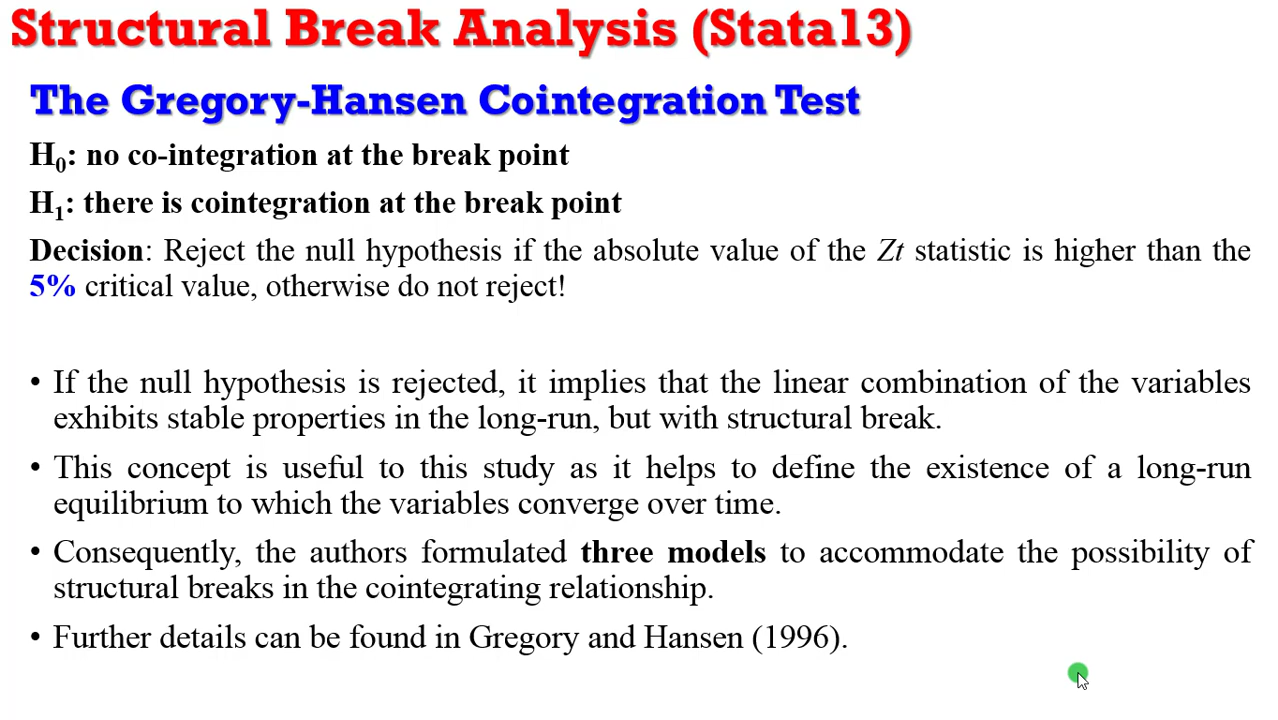 Structural Break Analysis (Stata13)
The Gregory-Hansen Cointegration Test
H0: no co-integration at the break point
H1: there is cointegration at the break point
Decision: Reject the null hypothesis if the absolute value of the Zt statistic is higher than the
5% critical value, otherwise do not reject!
• If the null hypothesis is rejected, it implies that the linear combination of the variables
exhibits stable properties in the long-run, but with structural break.
• This concept is useful to this study as it helps to define the existence of a long-run
equilibrium to which the variables converge over time.
• Consequently, the authors formulated three models to accommodate the possibility of
structural breaks in the cointegrating relationship.
• Further details can be found in Gregory and Hansen (1996).